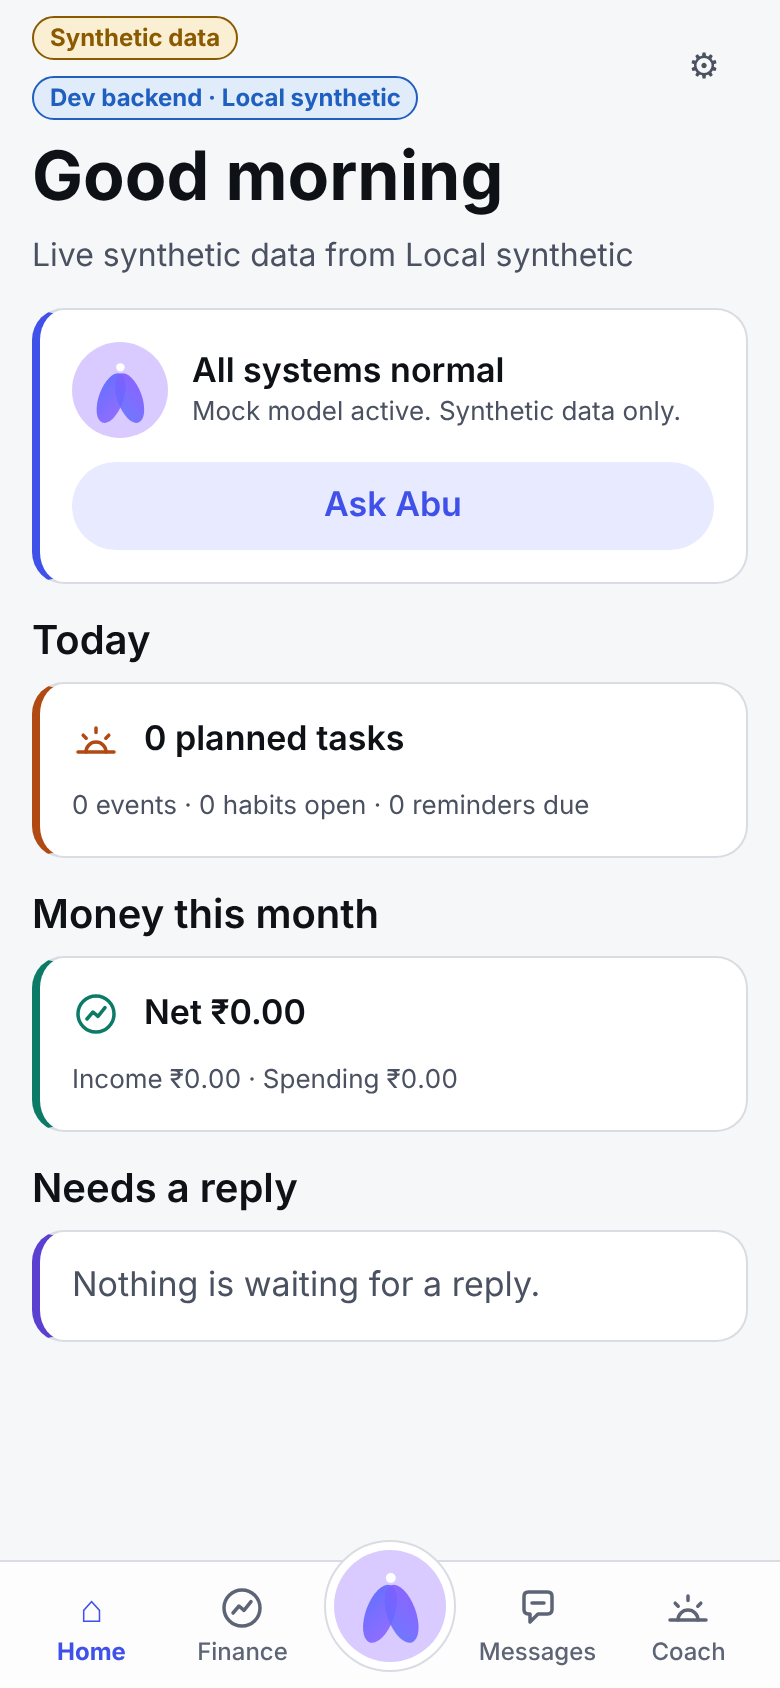 Synthetic data
Dev backend · Local synthetic
Good morning
Live synthetic data from Local synthetic
All systems normal
Mock model active. Synthetic data only.
Ask Abu
Today
0 planned tasks
0 events · 0 habits open · 0 reminders due
Money this month
Net ₹0.00
Income ₹0.00 · Spending ₹0.00
Needs a reply
Nothing is waiting for a reply.
Home
Finance
Messages
Coach